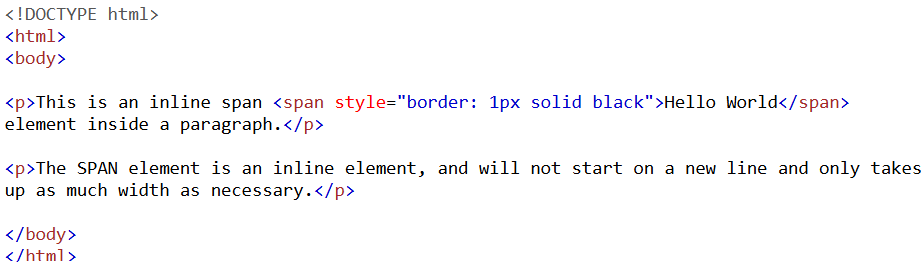 <!DOCTYPE html>
<html>
<body>
<p>This is an inline span <span style="border: 1px solid black">Hello World</span>
element inside a paragraph.</p>
<p>The SPAN element is an inline element, and will not start on a new line and only takes
up as much width as necessary.</p>
</body>
</html>